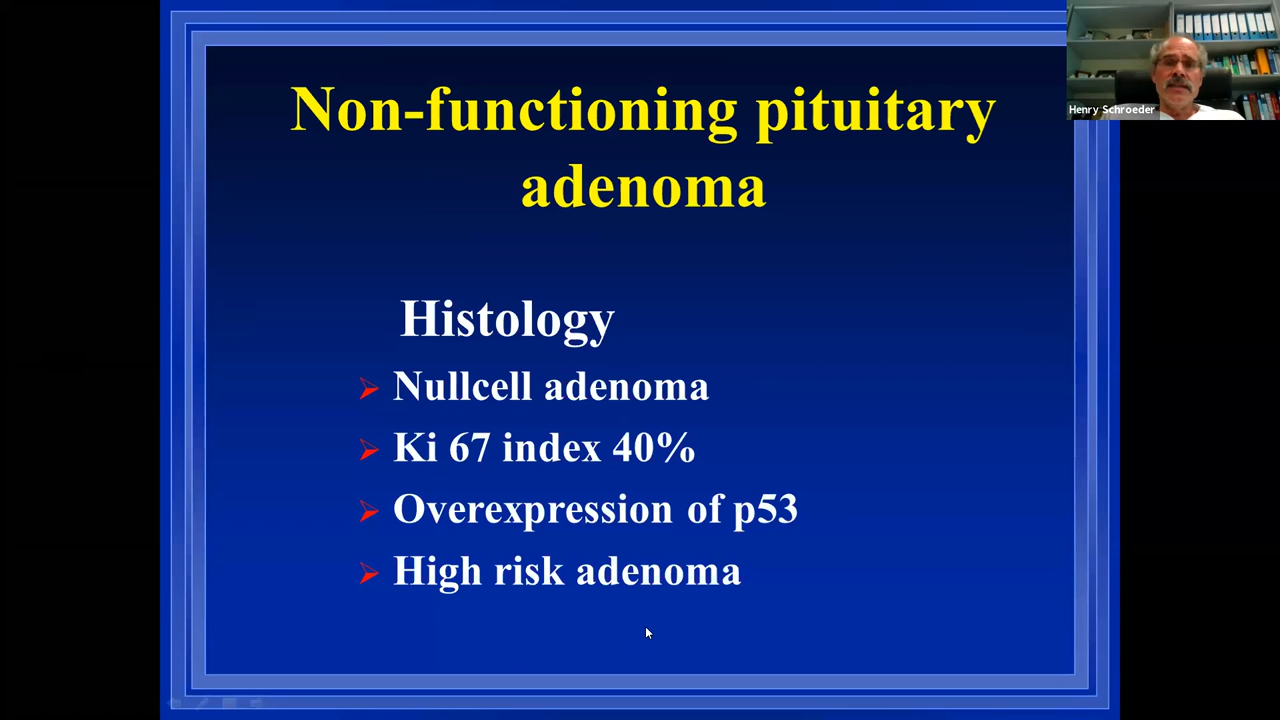 Non-functioning pituitary
adenoma
Henry Schroeder
Histology
Nullcell adenoma
Ki 67 index 40%
Overexpression of p53
High risk adenoma